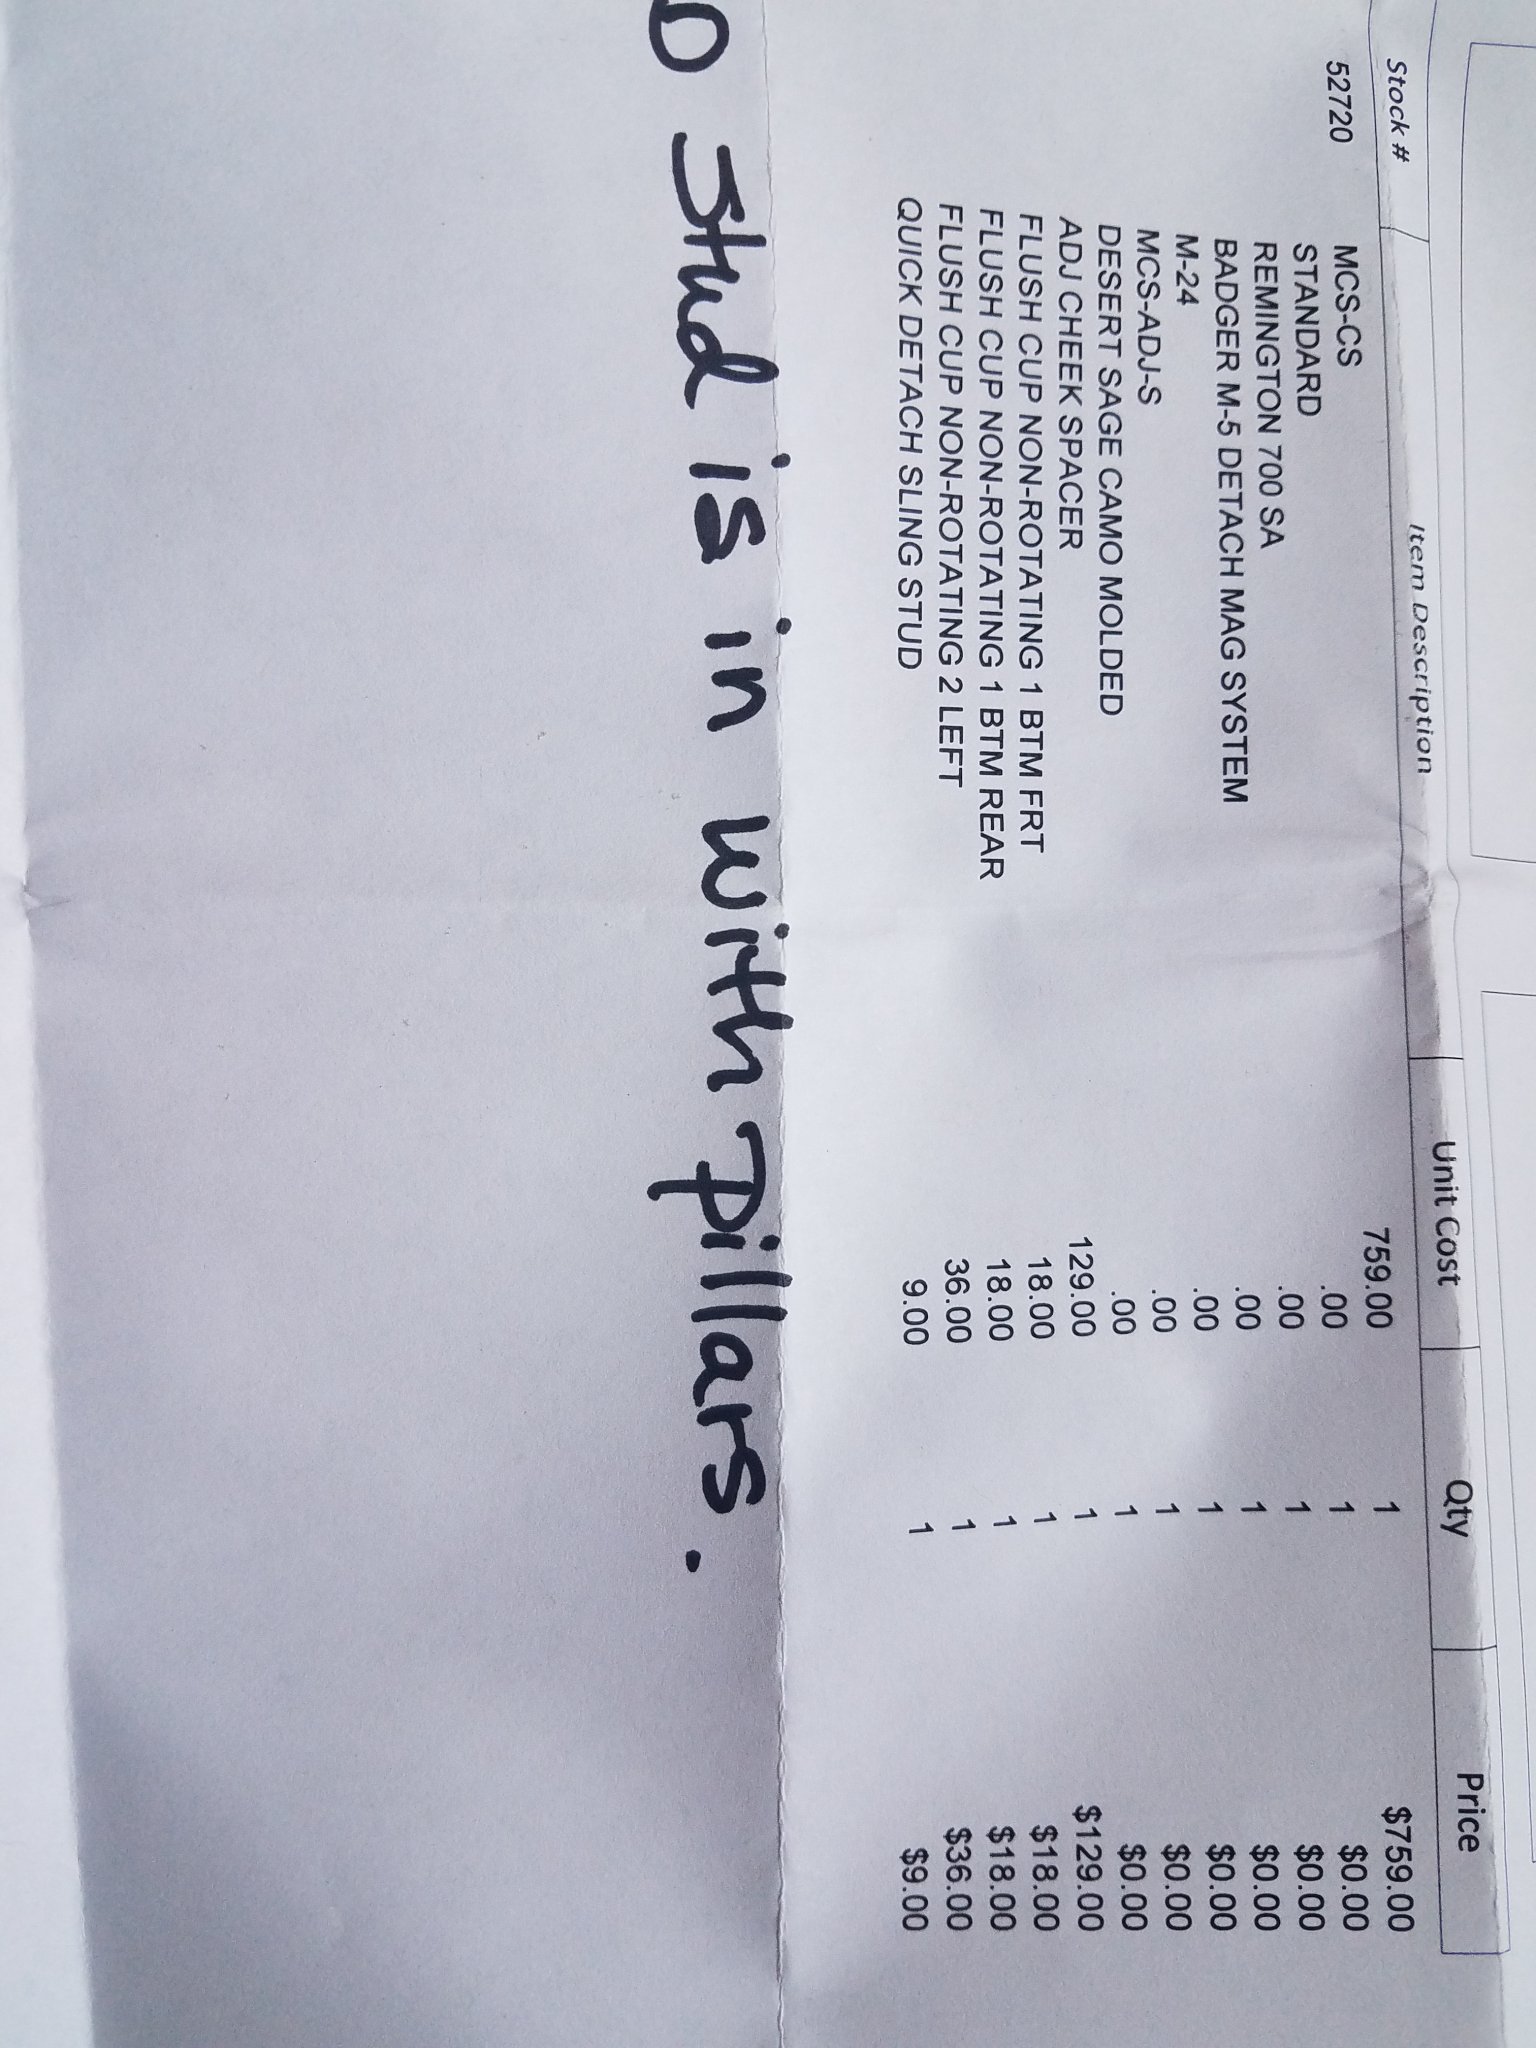 Stock # Item Description Unit Cost Qty Price
52720 MCS-CS 759.00 1 $759.00
STANDARD .00 1 $0.00
REMINGTON 700 SA .00 1 $0.00
BADGER M-5 DETACH MAG SYSTEM .00 1 $0.00
M-24 .00 1 $0.00
MCS-ADJ-S .00 1 $0.00
DESERT SAGE CAMO MOLDED .00 1 $0.00
ADJ CHEEK SPACER 129.00 1 $129.00
FLUSH CUP NON-ROTATING 1 BTM FRT 18.00 1 $18.00
FLUSH CUP NON-ROTATING 1 BTM REAR 18.00 1 $18.00
FLUSH CUP NON-ROTATING 2 LEFT 36.00 1 $36.00
QUICK DETACH SLING STUD 9.00 1 $9.00
D Stud is in with pillars.